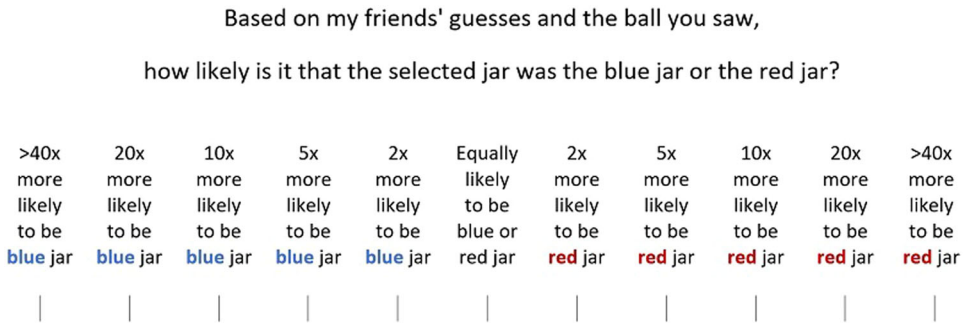 Based on my friends' guesses and the ball you saw,
how likely is it that the selected jar was the blue jar or the red jar?
>40x 20x 10x 5x 2x Equally 2x 5x 10x 20x >40x
more more more more more likely more more more more more
likely likely likely likely likely to be likely likely likely likely likely
to be to be to be to be to be blue or to be to be to be to be to be
blue jar blue jar blue jar blue jar blue jar red jar red jar red jar red jar red jar red jar